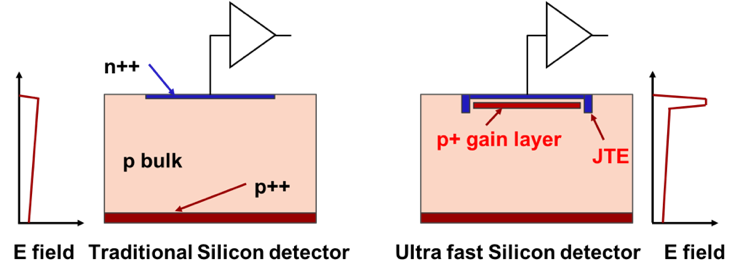 n++
p bulk
p++
p+ gain layer
JTE
E field Traditional Silicon detector Ultra fast Silicon detector E field